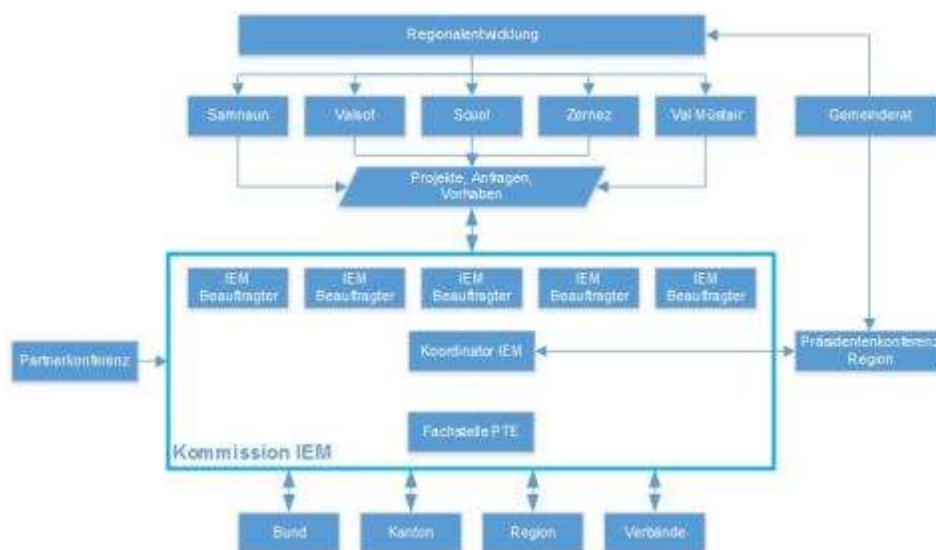 Regionalentwicklung
Samnaun
Valsot
Scuol
Zernez
Val Müstair
Gemeinderat
Projekte, Anfragen,
Vorhaben
IEM
Beauftragter
IEM
Beauftragter
IEM
Beauftragter
IEM
Beauftragter
IEM
Beauftragter
Partnerkonferenz
Koordinator IEM
Präsidentenkonferenz
Region
Fachstelle PTE
Kommission IEM
Bund
Kanton
Region
Verbände